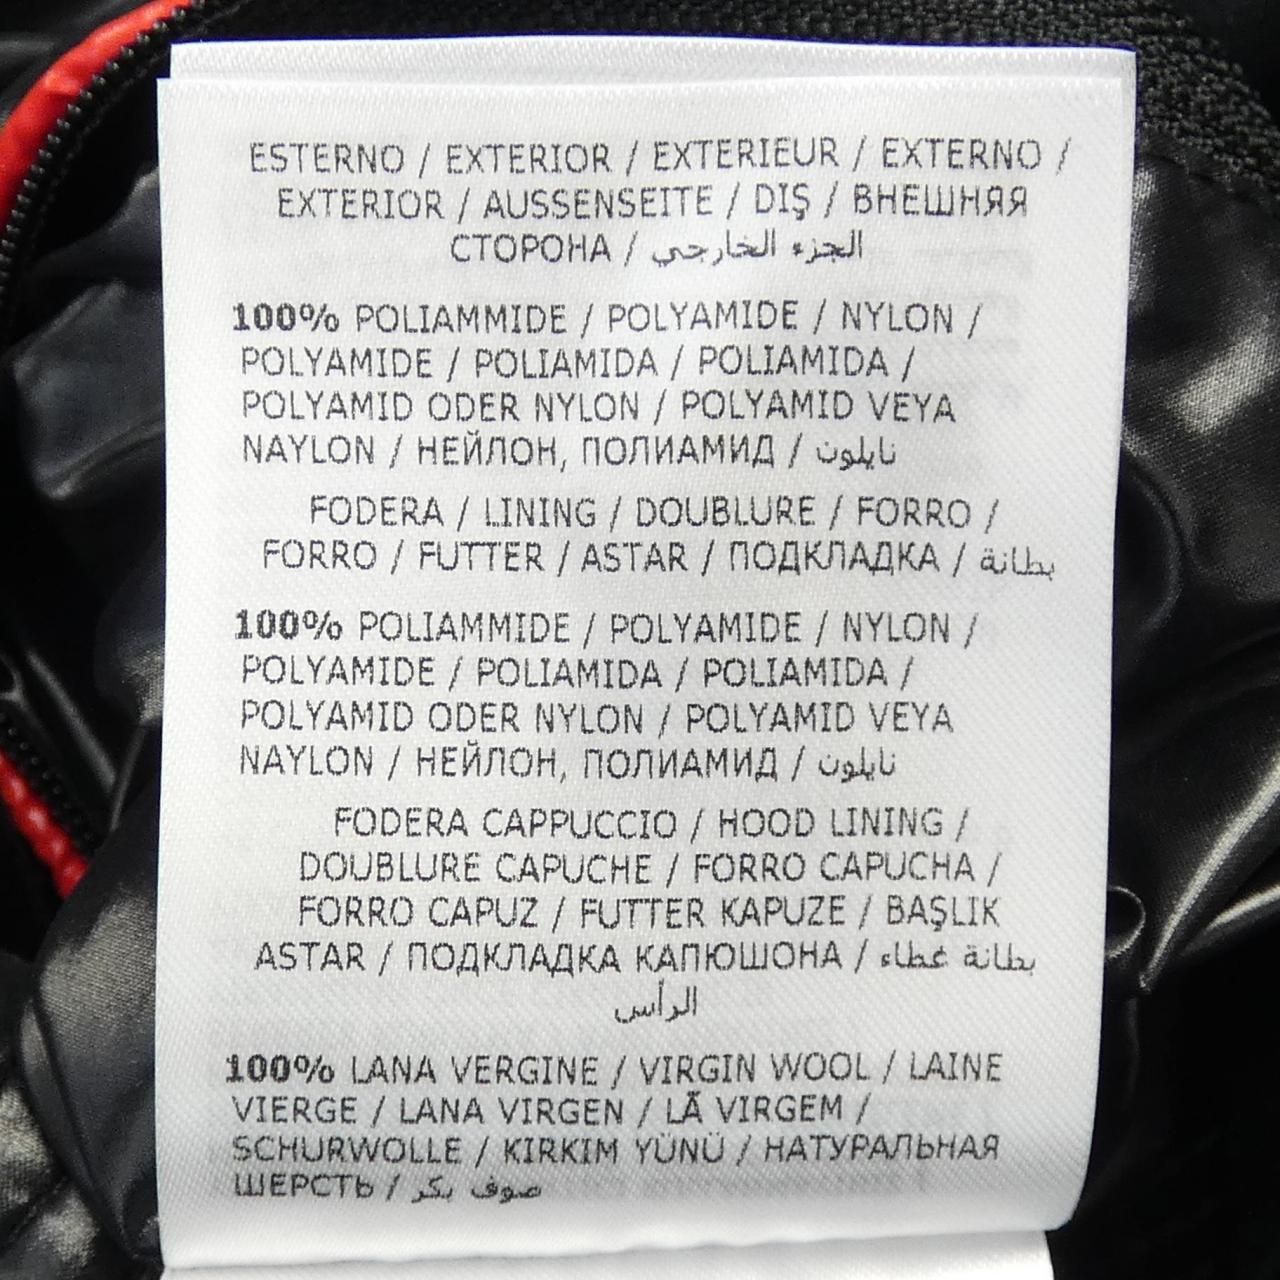 ESTERNO / EXTERIOR / EXTERIEUR / EXTERNO /
EXTERIOR / AUSSENSEITE / DIŞ / ВНЕШНЯЯ
СТОРОНА / الجزء الخارجي
100% POLIAMMIDE / POLYAMIDE / NYLON /
POLYAMIDE / POLIAMIDA / POLIAMIDA /
POLYAMID ODER NYLON / POLYAMID VEYA
NAYLON / НЕЙЛОН, ПОЛИАМИД / نايلون
FODERA / LINING / DOUBLURE / FORRO /
FORRO / FUTTER / ASTAR / ПОДКЛАДКА / بطانة
100% POLIAMMIDE / POLYAMIDE / NYLON /
POLYAMIDE / POLIAMIDA / POLIAMIDA /
POLYAMID ODER NYLON / POLYAMID VEYA
NAYLON / НЕЙЛОН, ПОЛИАМИД / نايلون
FODERA CAPPUCCIO / HOOD LINING /
DOUBLURE CAPUCHE / FORRO CAPUCHA /
FORRO CAPUZ / FUTTER KAPUZE / BAŞLIK
ASTAR / ПОДКЛАДКА КАПЮШОНА / بطانة غطاء
الرأس
100% LANA VERGINE / VIRGIN WOOL / LAINE
VIERGE / LANA VIRGEN / LÃ VIRGEM /
SCHURWOLLE / KIRKIM YÜNÜ / НАТУРАЛЬНАЯ
ШЕРСТЬ / صوف بكر